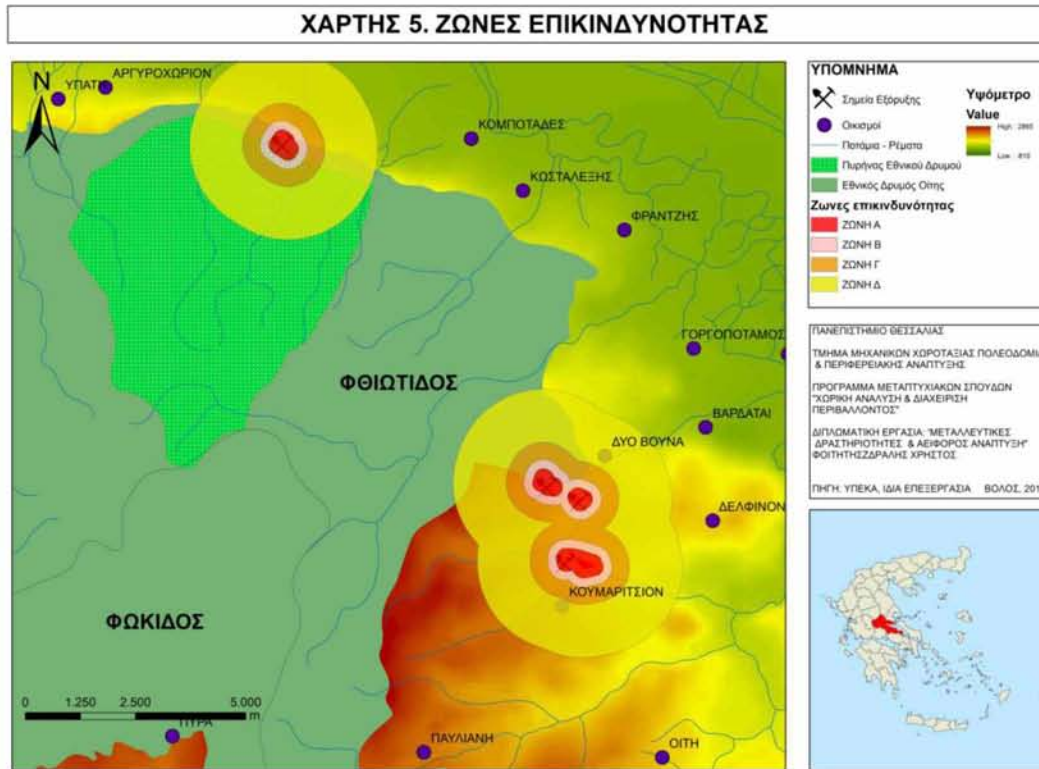 ΧΑΡΤΗΣ 5. ΖΩΝΕΣ ΕΠΙΚΙΝΔΥΝΟΤΗΤΑΣ
N
ΥΠΑΤΗ
ΑΡΓΥΡΟΧΩΡΙΟΝ
ΚΟΜΠΟΤΑΔΕΣ
ΚΩΣΤΑΛΕΞΗΣ
ΦΡΑΝΤΖΗΣ
ΓΟΡΓΟΠΟΤΑΜΟΣ
ΦΘΙΩΤΙΔΟΣ
ΒΑΡΔΑΤΑΙ
ΔΥΟ ΒΟΥΝΑ
ΔΕΛΦΙΝΟΝ
ΚΟΥΜΑΡΙΤΣΙΟΝ
ΦΩΚΙΔΟΣ
0 1.250 2.500 5.000
m
ΠΥΡΑ
ΠΑΥΛΙΑΝΗ
ΟΙΤΗ
ΥΠΟΜΝΗΜΑ
Σημεία Εξόρυξης
Οικισμοί
Ποτάμια - Ρέματα
Πυρήνας Εθνικού Δρυμού
Εθνικός Δρυμός Οίτης
Ζωνες επικινδυνότητας
ΖΩΝΗ Α
ΖΩΝΗ Β
ΖΩΝΗ Γ
ΖΩΝΗ Δ
Υψόμετρο
Value
High
Low
ΠΑΝΕΠΙΣΤΗΜΙΟ ΘΕΣΣΑΛΙΑΣ
ΤΜΗΜΑ ΜΗΧΑΝΙΚΩΝ ΧΩΡΟΤΑΞΙΑΣ ΠΟΛΕΟΔΟΜΙΑ
& ΠΕΡΙΦΕΡΕΙΑΚΗΣ ΑΝΑΠΤΥΞΗΣ
ΠΡΟΓΡΑΜΜΑ ΜΕΤΑΠΤΥΧΙΑΚΩΝ ΣΠΟΥΔΩΝ
"ΧΩΡΙΚΗ ΑΝΑΛΥΣΗ & ΔΙΑΧΕΙΡΙΣΗ
ΠΕΡΙΒΑΛΛΟΝΤΟΣ"
ΔΙΠΛΩΜΑΤΙΚΗ ΕΡΓΑΣΙΑ: "ΜΕΤΑΛΛΕΥΤΙΚΕΣ
ΔΡΑΣΤΗΡΙΟΤΗΤΕΣ & ΑΕΙΦΟΡΟΣ ΑΝΑΠΤΥΞΗ"
ΦΟΙΤΗΤΗΣ:ΖΔΡΑΛΗΣ ΧΡΗΣΤΟΣ
ΠΗΓΗ: ΥΠΕΚΑ, ΙΔΙΑ ΕΠΕΞΕΡΓΑΣΙΑ ΒΟΛΟΣ, 201